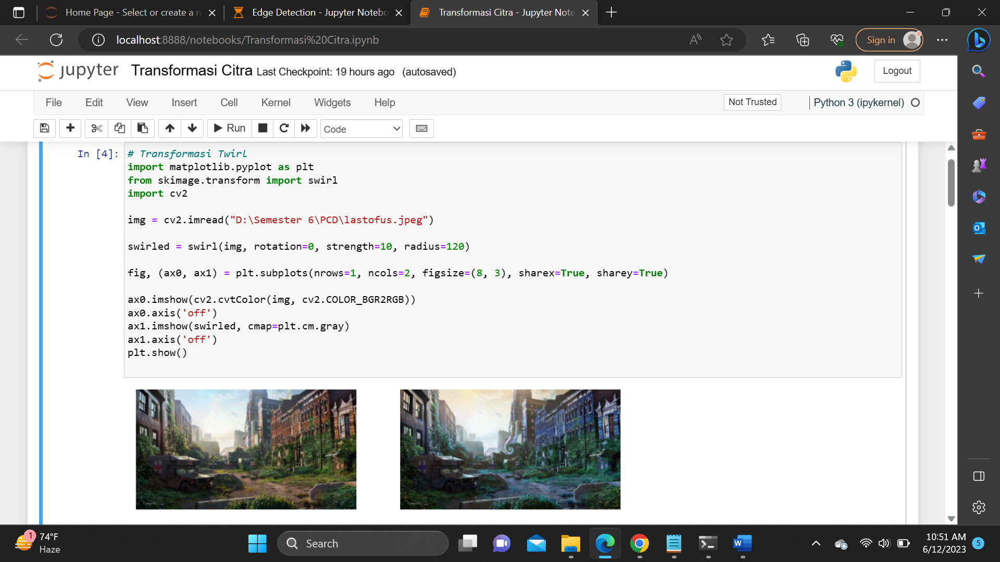 Home Page - Select or create a n
Edge Detection - Jupyter Notebo
Transformasi Citra - Jupyter Note
localhost:8888/notebooks/Transformasi%20Citra.ipynb
Sign in
jupyter Transformasi Citra Last Checkpoint: 19 hours ago (autosaved)
Logout
File Edit View Insert Cell Kernel Widgets Help
Not Trusted
Python 3 (ipykernel)
Run
Code
In [4]:
# Transformasi Twirl
import matplotlib.pyplot as plt
from skimage.transform import swirl
import cv2
img = cv2.imread("D:\Semester 6\PCD\lastofus.jpeg")
swirled = swirl(img, rotation=0, strength=10, radius=120)
fig, (ax0, ax1) = plt.subplots(nrows=1, ncols=2, figsize=(8, 3), sharex=True, sharey=True)
ax0.imshow(cv2.cvtColor(img, cv2.COLOR_BGR2RGB))
ax0.axis('off')
ax1.imshow(swirled, cmap=plt.cm.gray)
ax1.axis('off')
plt.show()
1
74°F
Haze
Search
10:51 AM
6/12/2023
5